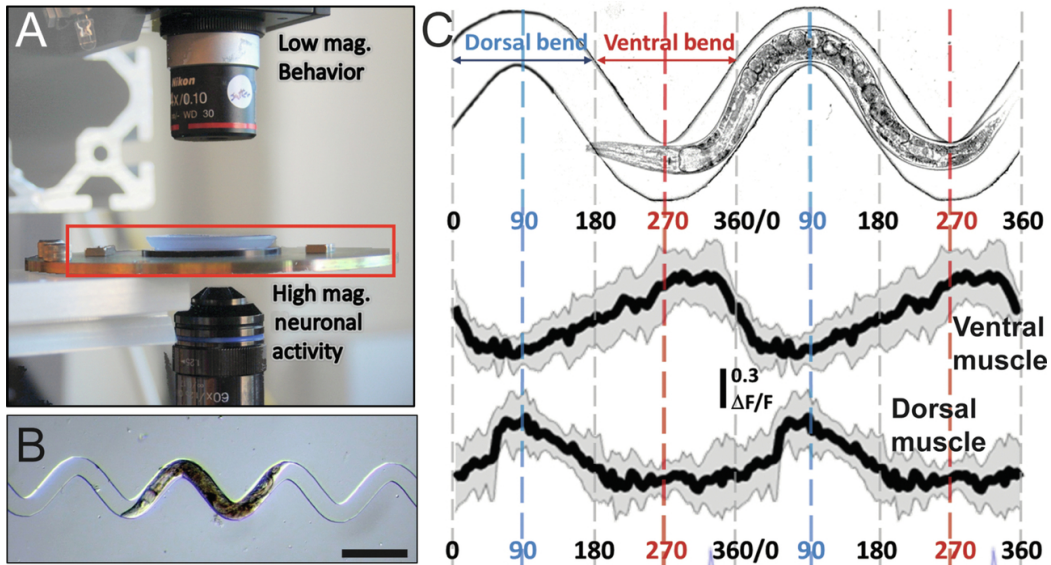 A
Low mag.
Behavior
Nikon
4x/0.10
WD 30
High mag.
neuronal
activity
B
C
Dorsal bend
Ventral bend
0 90 180 270 360/0 90 180 270 360
Ventral
muscle
0.3
ΔF/F
Dorsal
muscle
0 90 180 270 360/0 90 180 270 360